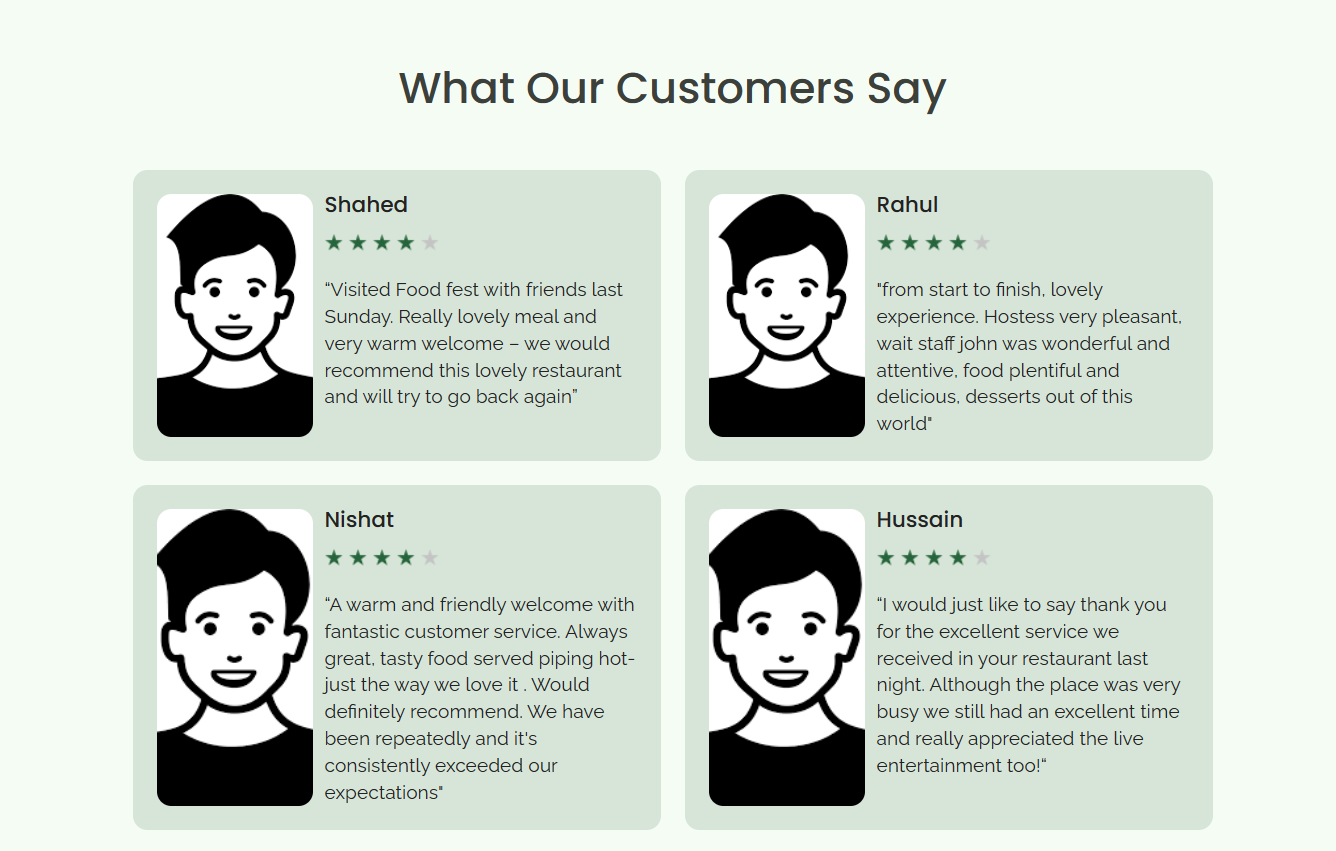 What Our Customers Say
Shahed
“Visited Food fest with friends last
Sunday. Really lovely meal and
very warm welcome – we would
recommend this lovely restaurant
and will try to go back again”
Rahul
"from start to finish, lovely
experience. Hostess very pleasant,
wait staff john was wonderful and
attentive, food plentiful and
delicious, desserts out of this
world"
Nishat
“A warm and friendly welcome with
fantastic customer service. Always
great, tasty food served piping hot-
just the way we love it . Would
definitely recommend. We have
been repeatedly and it's
consistently exceeded our
expectations"
Hussain
“I would just like to say thank you
for the excellent service we
received in your restaurant last
night. Although the place was very
busy we still had an excellent time
and really appreciated the live
entertainment too!“